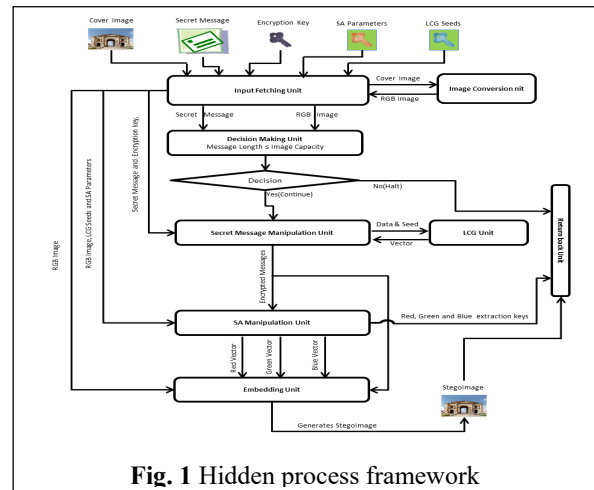 Cover Image
Secret Message
Encryption Key
SA Parameters
LCG Seeds
Input Fetching Unit
Cover Image
RGB Image
Image Conversion nit
Secret Message
RGB Image
Decision Making Unit
Message Length ≤ Image Capacity
Decision
No(Halt)
Yes(Continue)
Secret Message Manipulation Unit
Data & Seed
Vector
LCG Unit
Return back Unit
RGB Image
RGB Image, LCG Seeds and SA Parameters
Secret Message and Encryption key,
Encrypted Messages
SA Manipulation Unit
Red, Green and Blue extraction keys
Red Vector
Green Vector
Blue Vector
Embedding Unit
StegoImage
Generates StegoImage
Fig. 1 Hidden process framework